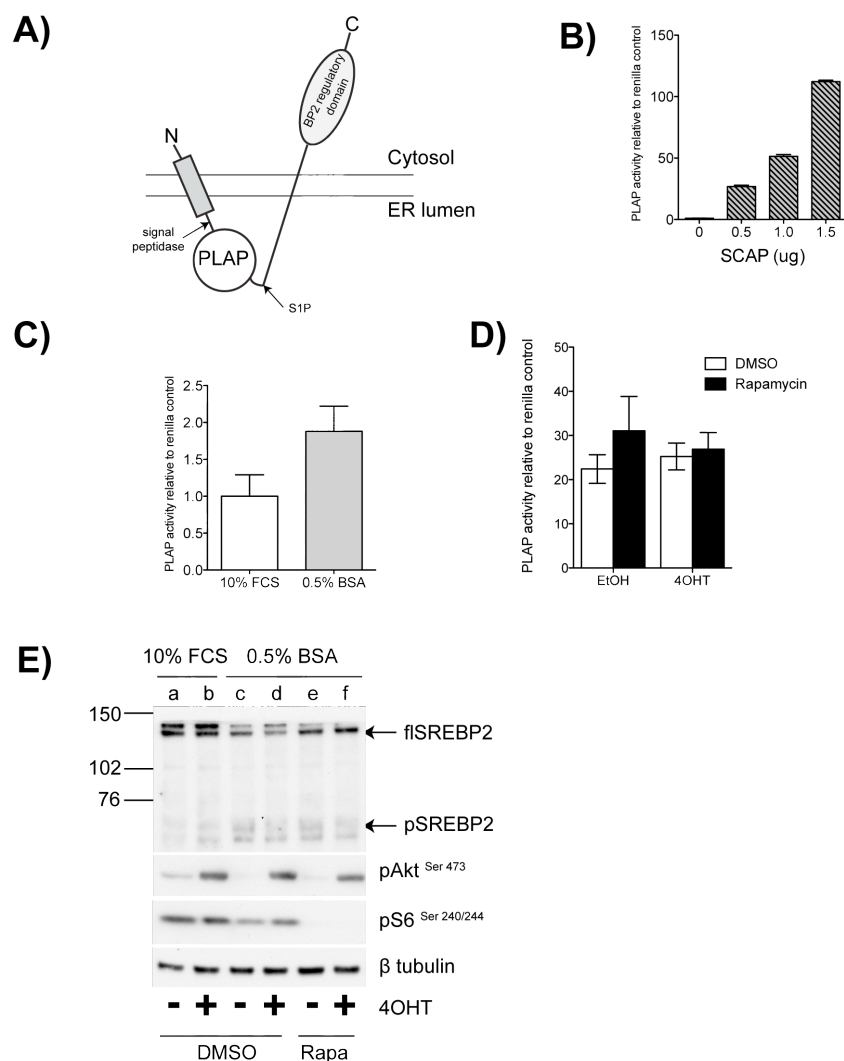 A)
C
BP2 regulatory
domain
N
Cytosol
ER lumen
signal
peptidase
PLAP
S1P
B)
PLAP activity relative to renilla control
150
100
50
0
0 0.5 1.0 1.5
SCAP (ug)
C)
PLAP activity relative to renilla control
2.5
2.0
1.5
1.0
0.5
0.0
10% FCS 0.5% BSA
D)
PLAP activity relative to renilla control
50
40
30
20
10
0
DMSO
Rapamycin
EtOH 4OHT
E)
10% FCS 0.5% BSA
a b c d e f
150
102
76
flSREBP2
pSREBP2
pAkt Ser 473
pS6 Ser 240/244
β tubulin
- + - + - + 4OHT
DMSO Rapa